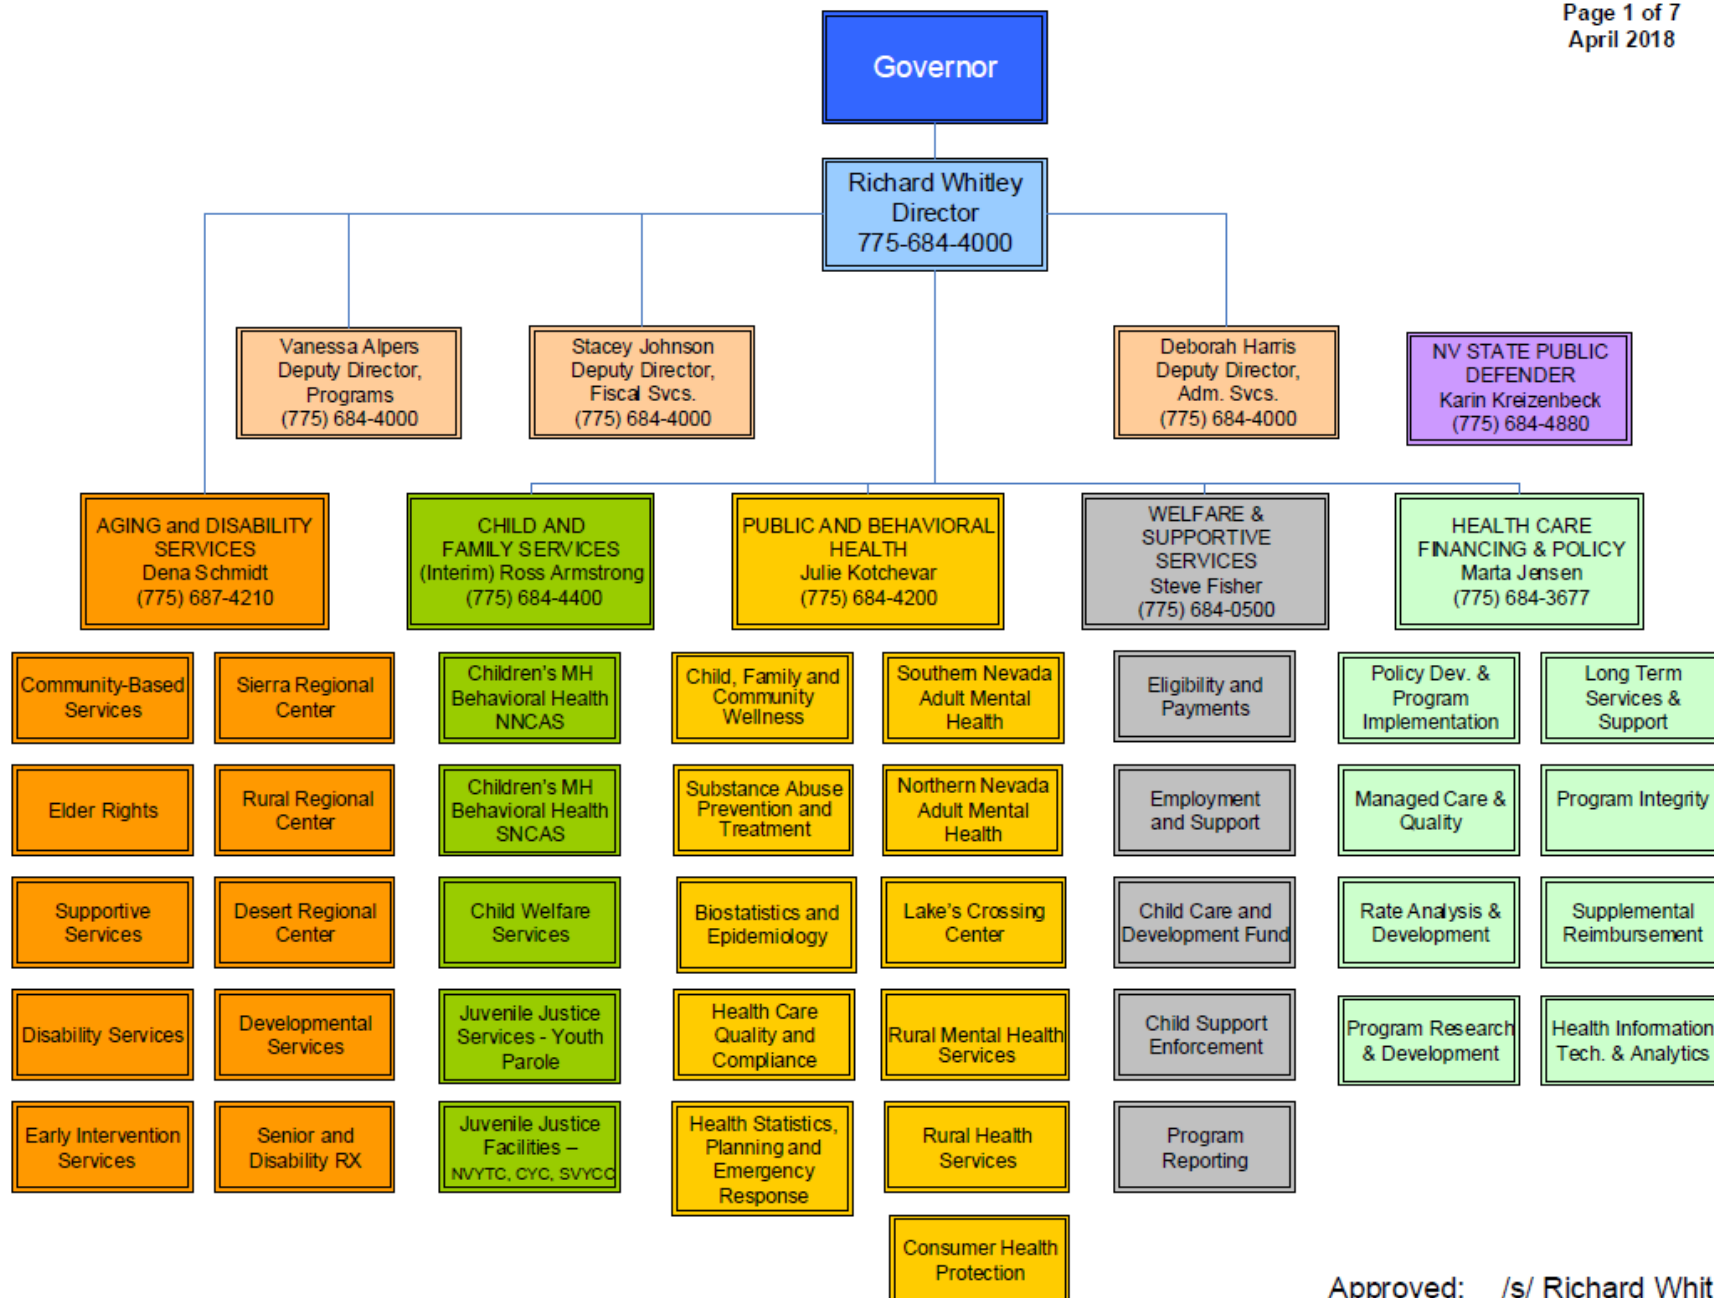 Page 1 of 7
April 2018
Governor
Richard Whitley
Director
775-684-4000
Vanessa Alpers
Deputy Director,
Programs
(775) 684-4000
Stacey Johnson
Deputy Director,
Fiscal Svcs.
(775) 684-4000
Deborah Harris
Deputy Director,
Adm. Svcs.
(775) 684-4000
NV STATE PUBLIC
DEFENDER
Karin Kreizenbeck
(775) 684-4880
AGING and DISABILITY
SERVICES
Dena Schmidt
(775) 687-4210
CHILD AND
FAMILY SERVICES
(Interim) Ross Armstrong
(775) 684-4400
PUBLIC AND BEHAVIORAL
HEALTH
Julie Kotchevar
(775) 684-4200
WELFARE &
SUPPORTIVE
SERVICES
Steve Fisher
(775) 684-0500
HEALTH CARE
FINANCING & POLICY
Marta Jensen
(775) 684-3677
Community-Based
Services
Sierra Regional
Center
Children's MH
Behavioral Health
NNCAS
Child, Family and
Community
Wellness
Southern Nevada
Adult Mental
Health
Eligibility and
Payments
Policy Dev. &
Program
Implementation
Long Term
Services &
Support
Elder Rights
Rural Regional
Center
Children's MH
Behavioral Health
SNCAS
Substance Abuse
Prevention and
Treatment
Northern Nevada
Adult Mental
Health
Employment
and Support
Managed Care &
Quality
Program Integrity
Supportive
Services
Desert Regional
Center
Child Welfare
Services
Biostatistics and
Epidemiology
Lake's Crossing
Center
Child Care and
Development Fund
Rate Analysis &
Development
Supplemental
Reimbursement
Disability Services
Developmental
Services
Juvenile Justice
Services - Youth
Parole
Health Care
Quality and
Compliance
Rural Mental Health
Services
Child Support
Enforcement
Program Research
& Development
Health Information
Tech. & Analytics
Early Intervention
Services
Senior and
Disability RX
Juvenile Justice
Facilities –
NVYTC, CYC, SVYCC
Health Statistics,
Planning and
Emergency
Response
Rural Health
Services
Program
Reporting
Consumer Health
Protection
Approved: /s/ Richard Whit